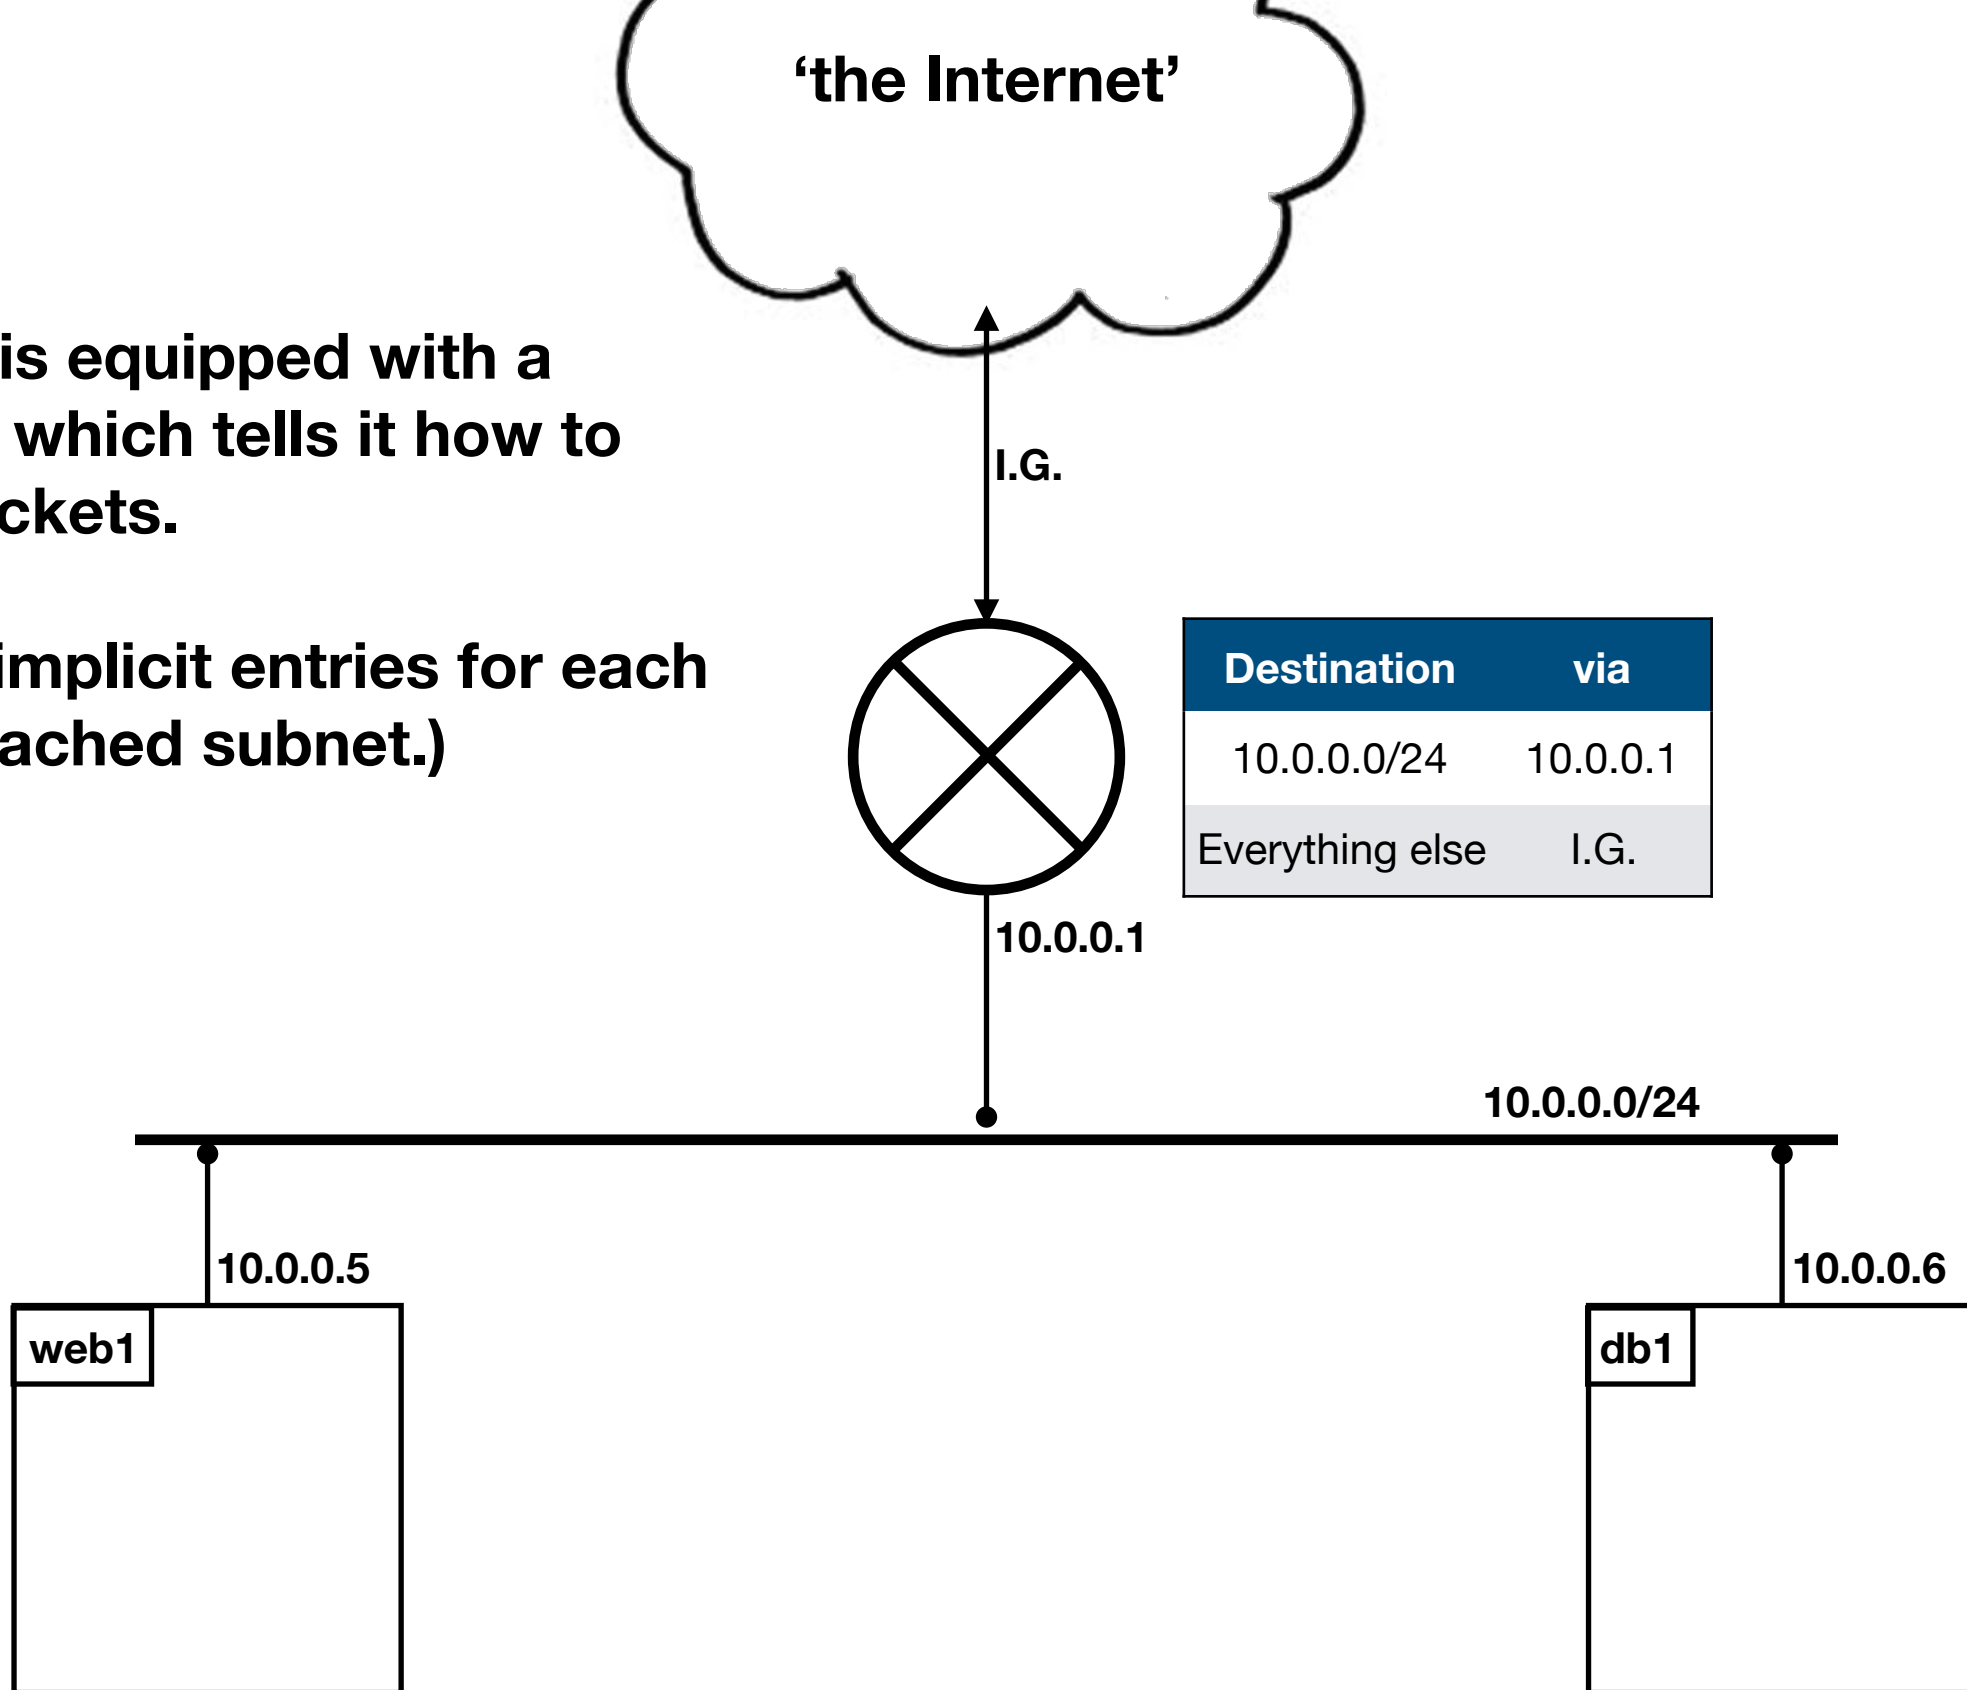 ‘the Internet’
is equipped with a
which tells it how to
ckets.
I.G.
implicit entries for each
ached subnet.)
Destination via
10.0.0.0/24 10.0.0.1
Everything else I.G.
10.0.0.1
10.0.0.0/24
10.0.0.5
10.0.0.6
web1
db1